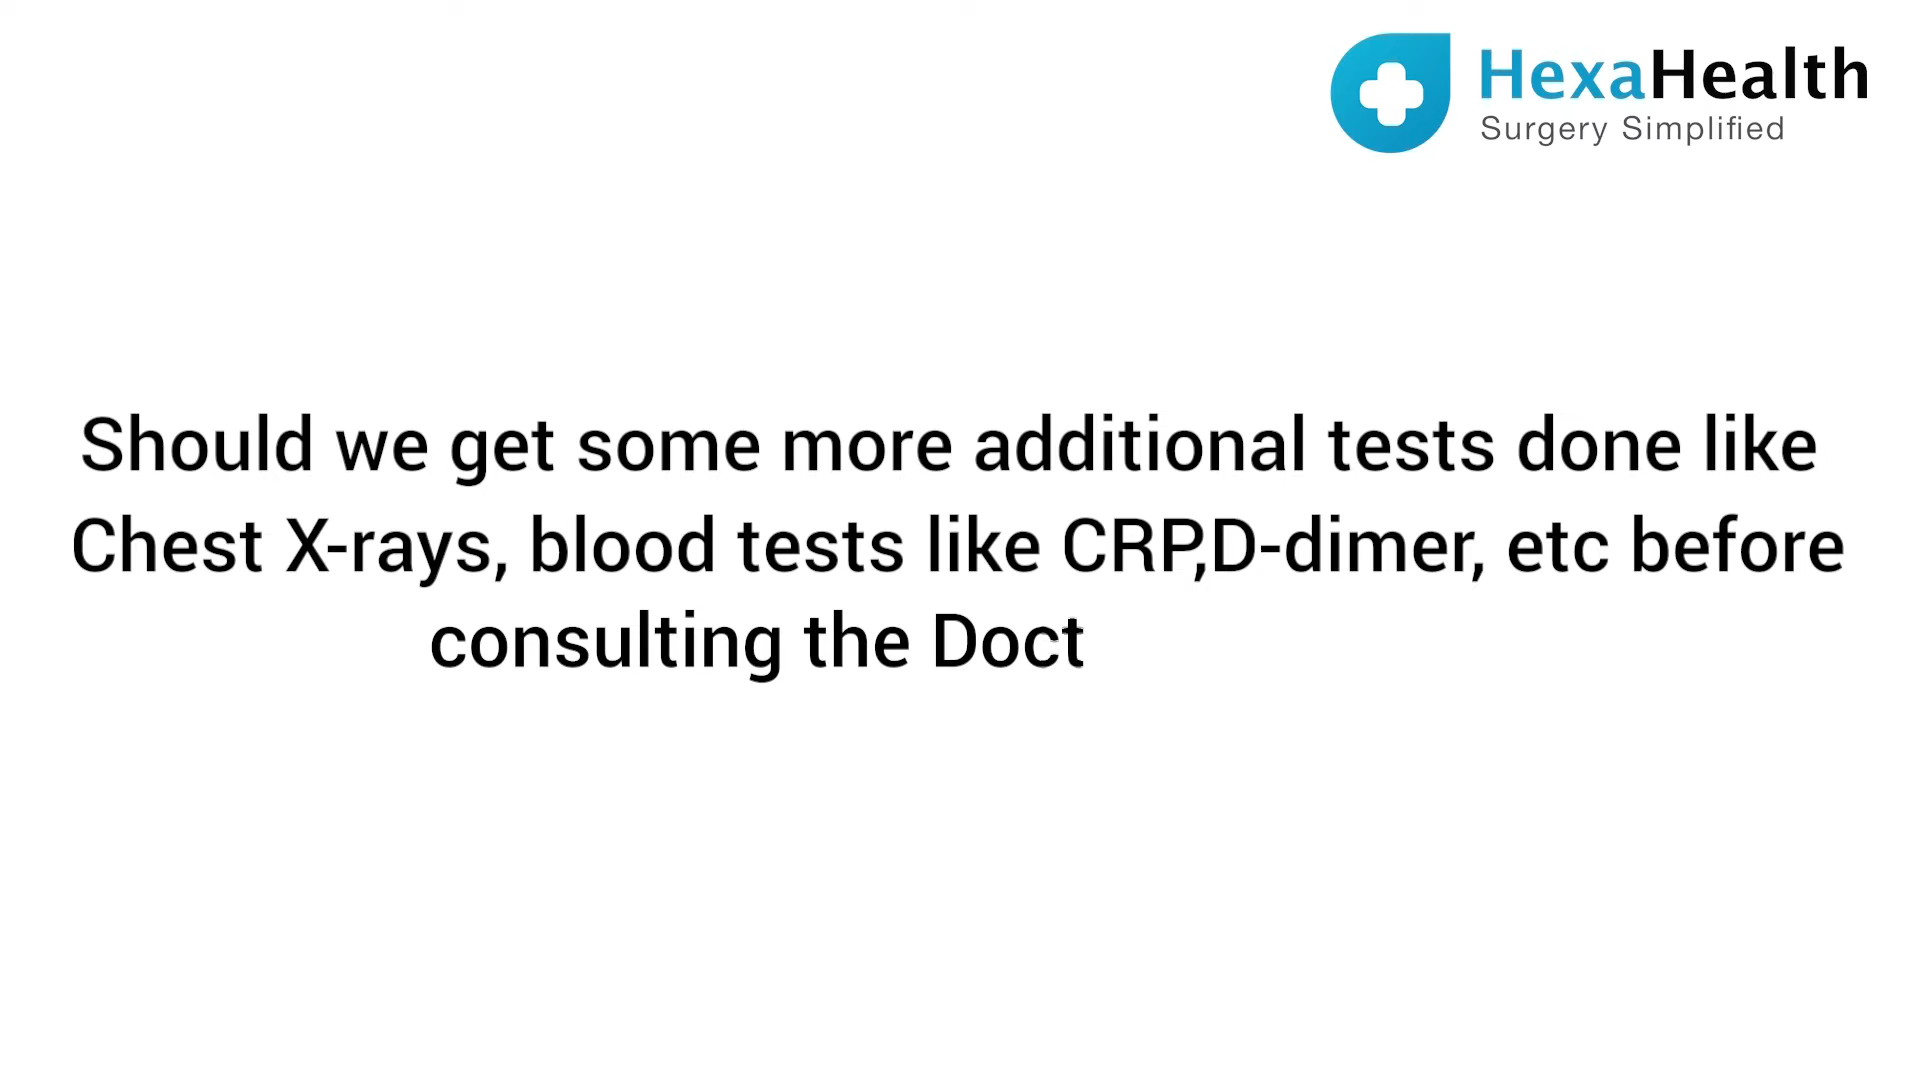 HexaHealth
Surgery Simplified
Should we get some more additional tests done like
Chest X-rays, blood tests like CRP,D-dimer, etc before
consulting the Doct